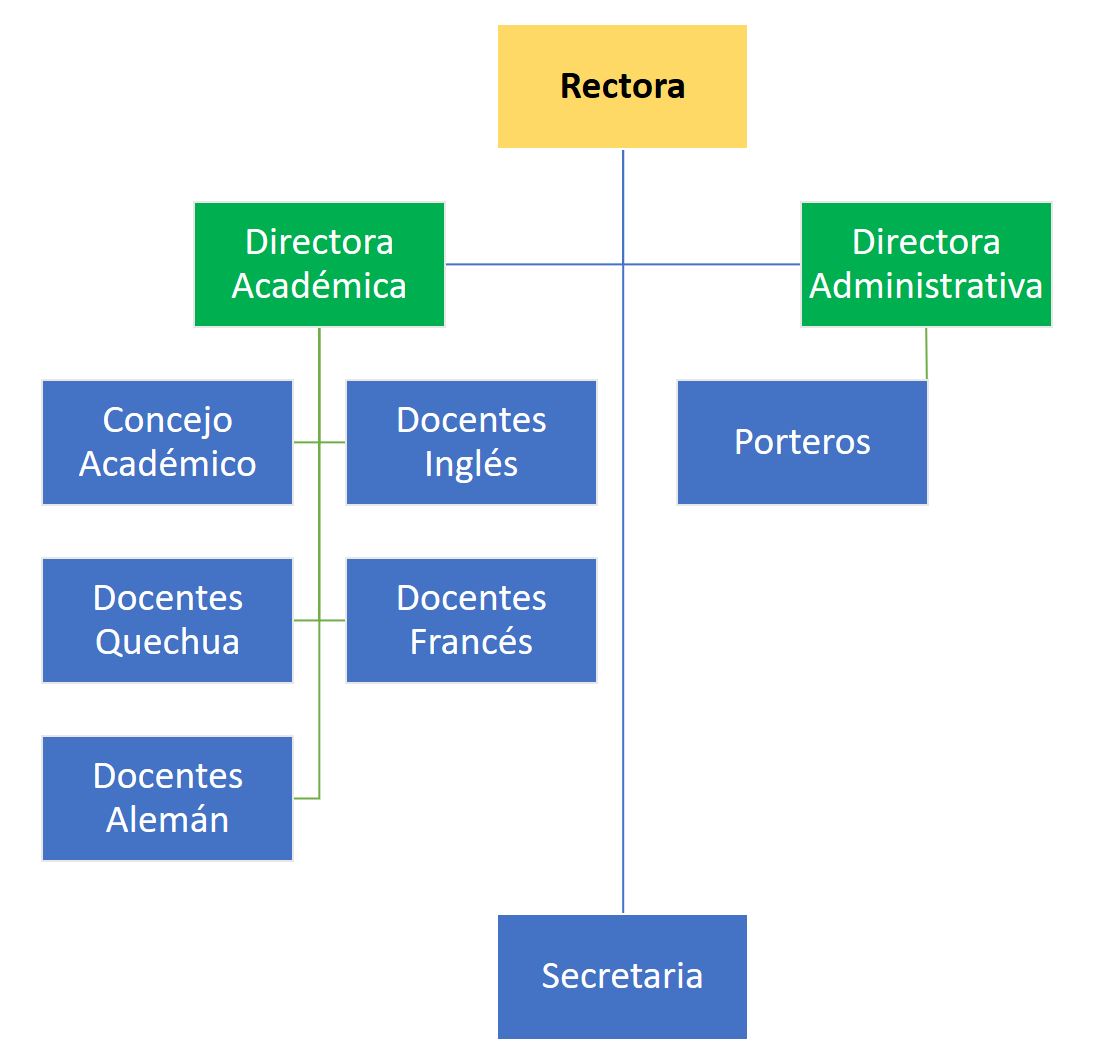 Rectora
Directora
Académica
Directora
Administrativa
Concejo
Académico
Docentes
Inglés
Porteros
Docentes
Quechua
Docentes
Francés
Docentes
Alemán
Secretaria